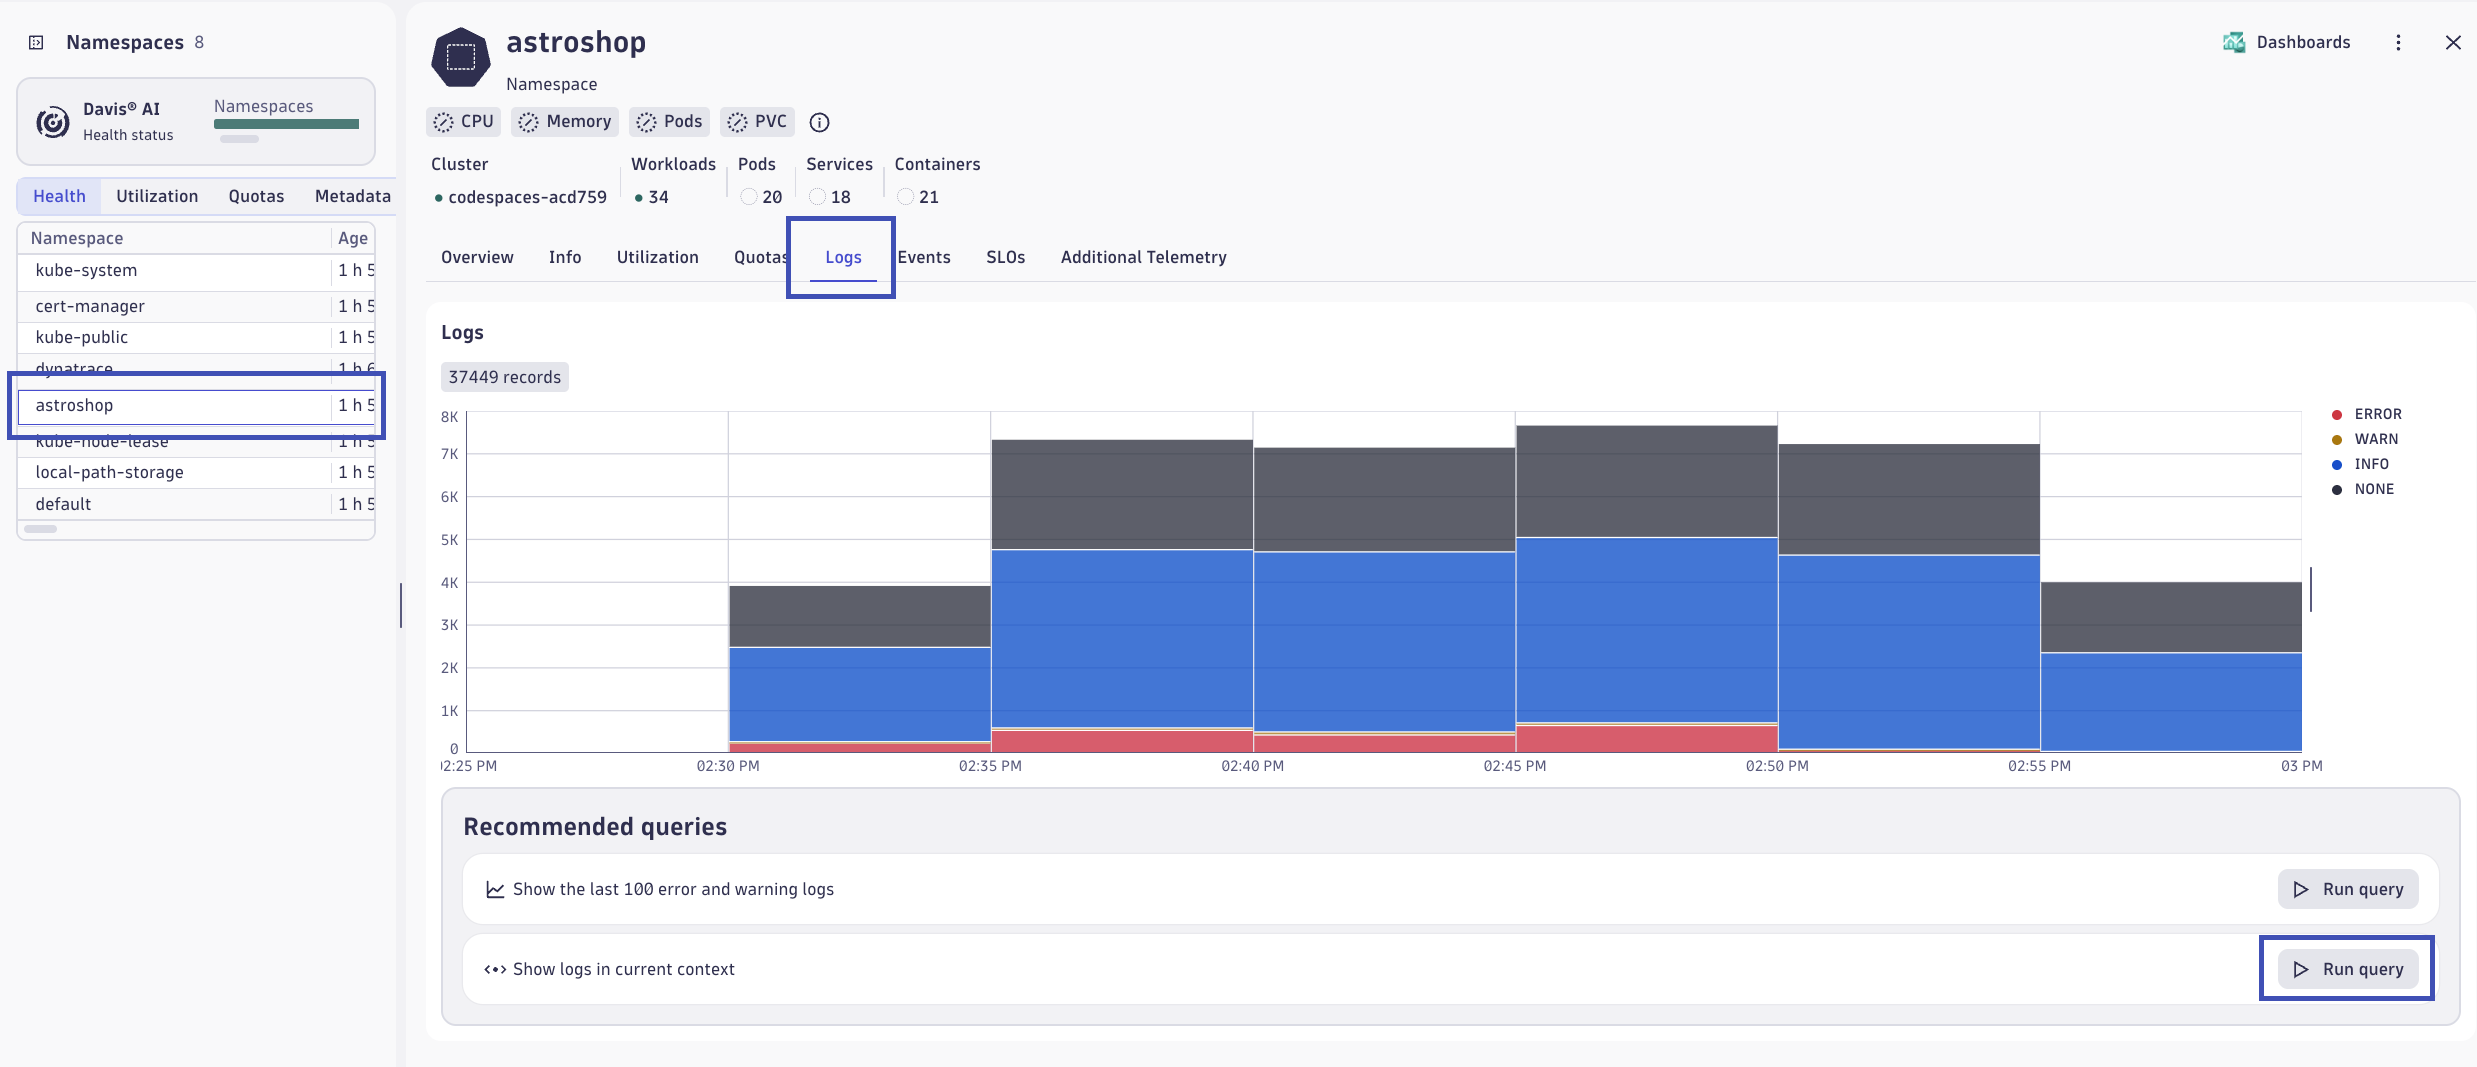 Namespaces 8
Davis® AI
Health status
Namespaces
Health Utilization Quotas Metadata
Namespace Age
kube-system 1 h 5
cert-manager 1 h 5
kube-public 1 h 5
dynatrace 1 h 6
astroshop 1 h 5
kube-node-lease 1 h 5
local-path-storage 1 h 5
default 1 h 5
astroshop
Namespace
Dashboards
CPU Memory Pods PVC
Cluster Workloads Pods Services Containers
codespaces-acd759 34 20 18 21
Overview Info Utilization Quotas Logs Events SLOs Additional Telemetry
Logs
37449 records
8K
7K
6K
5K
4K
3K
2K
1K
0
02:25 PM 02:30 PM 02:35 PM 02:40 PM 02:45 PM 02:50 PM 02:55 PM 03 PM
ERROR
WARN
INFO
NONE
Recommended queries
Show the last 100 error and warning logs Run query
Show logs in current context Run query